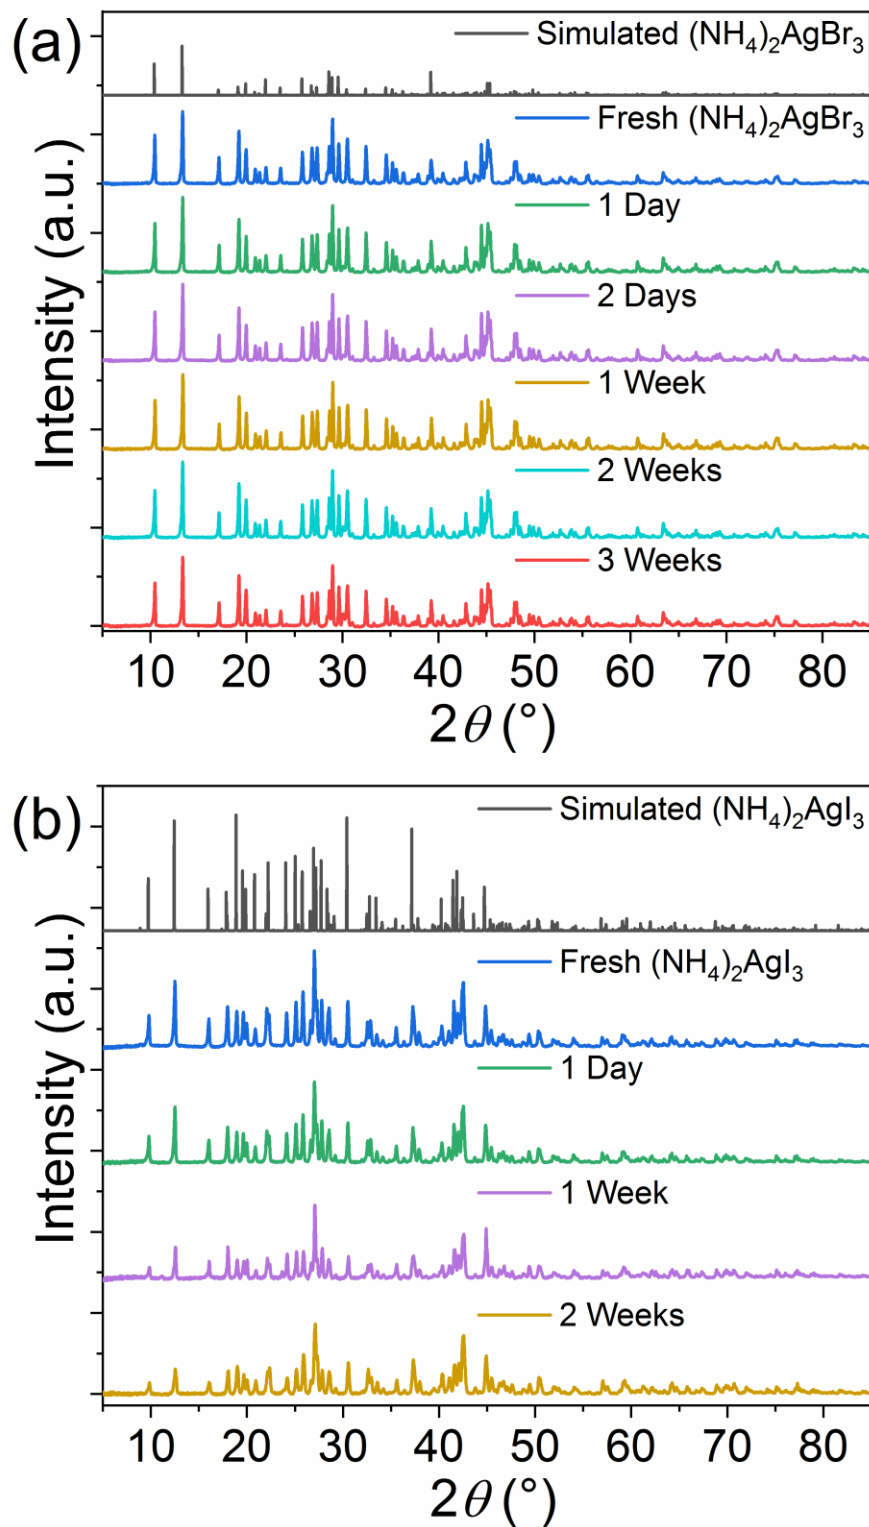 (a)
Simulated (NH₄)₂AgBr₃
Fresh (NH₄)₂AgBr₃
1 Day
2 Days
1 Week
2 Weeks
3 Weeks
Intensity (a.u.)
10 20 30 40 50 60 70 80
2θ (°)
(b)
Simulated (NH₄)₂AgI₃
Fresh (NH₄)₂AgI₃
1 Day
1 Week
2 Weeks
Intensity (a.u.)
10 20 30 40 50 60 70 80
2θ (°)